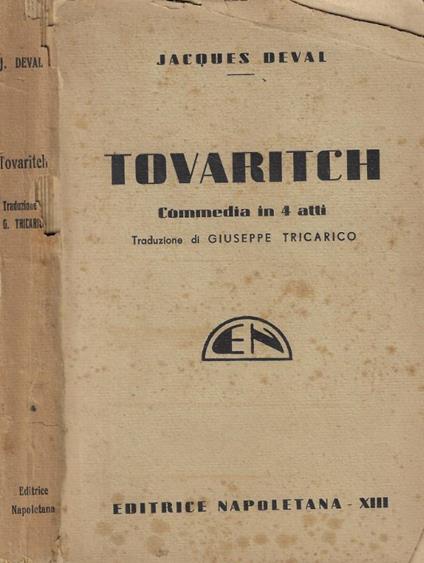 J. DEVAL
Tovaritch
Traduzione
G. TRICARICO
Editrice
Napoletana
JACQUES DEVAL
TOVARITCH
Commedia in 4 atti
Traduzione di GIUSEPPE TRICARICO
EN
EDITRICE NAPOLETANA - XIII